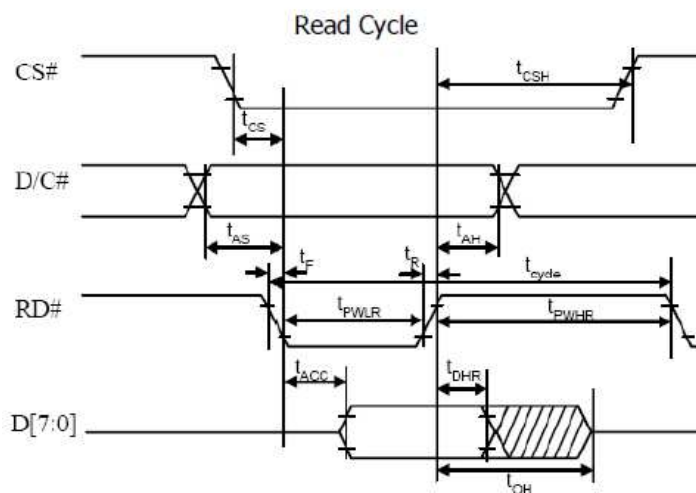 Read Cycle
CS#
tCSH
tCS
D/C#
tAS
tAH
tF
tR
tcycle
RD#
tPWLR
tPWHR
tACC
tDHR
D[7:0]
tOH